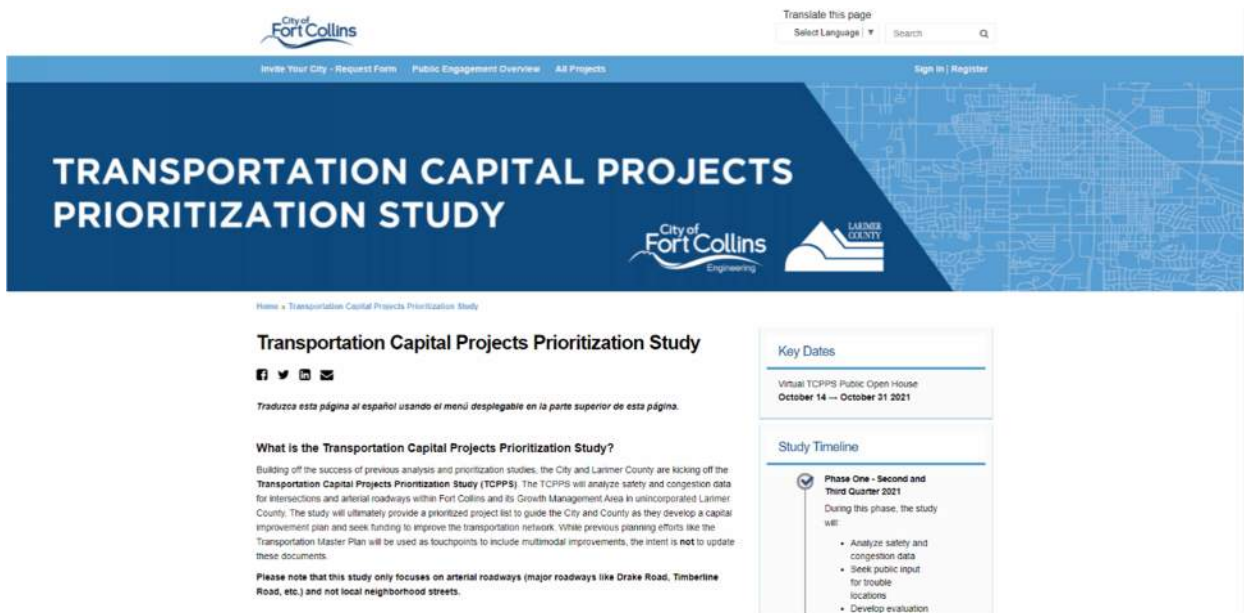 City of
Fort Collins
Translate this page
Select Language ▼
Search
Invite Your City - Request Form Public Engagement Overview All Projects
Sign In | Register
TRANSPORTATION CAPITAL PROJECTS
PRIORITIZATION STUDY
City of
Fort Collins
Engineering
LARIMER
COUNTY
Home » Transportation Capital Projects Prioritization Study
Transportation Capital Projects Prioritization Study
Traduzca esta página al español usando el menú desplegable en la parte superior de esta página.
What is the Transportation Capital Projects Prioritization Study?
Building off the success of previous analysis and prioritization studies, the City and Larimer County are kicking off the
Transportation Capital Projects Prioritization Study (TCPPS). The TCPPS will analyze safety and congestion data
for intersections and arterial roadways within Fort Collins and its Growth Management Area in unincorporated Larimer
County. The study will ultimately provide a prioritized project list to guide the City and County as they develop a capital
improvement plan and seek funding to improve the transportation network. While previous planning efforts like the
Transportation Master Plan will be used as touchpoints to include multimodal improvements, the intent is not to update
these documents.
Please note that this study only focuses on arterial roadways (major roadways like Drake Road, Timberline
Road, etc.) and not local neighborhood streets.
Key Dates
Virtual TCPPS Public Open House
October 14 — October 31 2021
Study Timeline
Phase One - Second and
Third Quarter 2021
During this phase, the study
will:
• Analyze safety and
congestion data
• Seek public input
for trouble
locations
• Develop evaluation